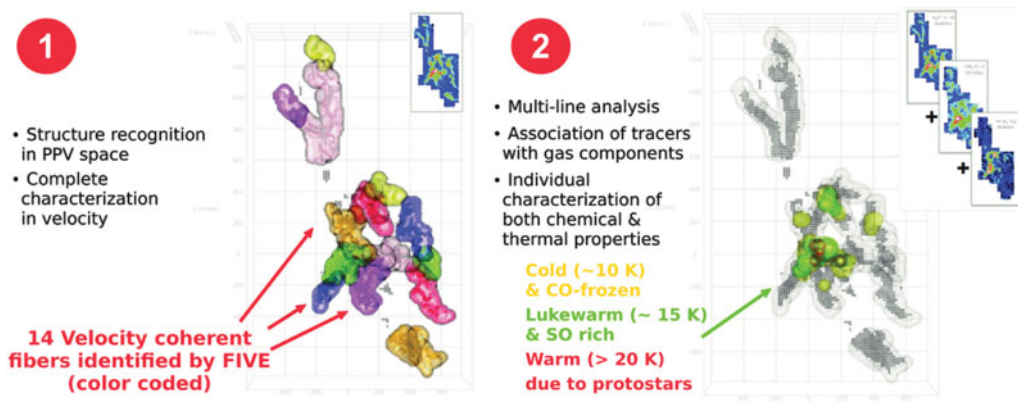 1
• Structure recognition
in PPV space
• Complete
characterization
in velocity
14 Velocity coherent
fibers identified by FIVE
(color coded)
2
• Multi-line analysis
• Association of tracers
with gas components
• Individual
characterization of
both chemical &
thermal properties
Cold (~10 K)
& CO-frozen
Lukewarm (~ 15 K)
& SO rich
Warm (> 20 K)
due to protostars
+
+